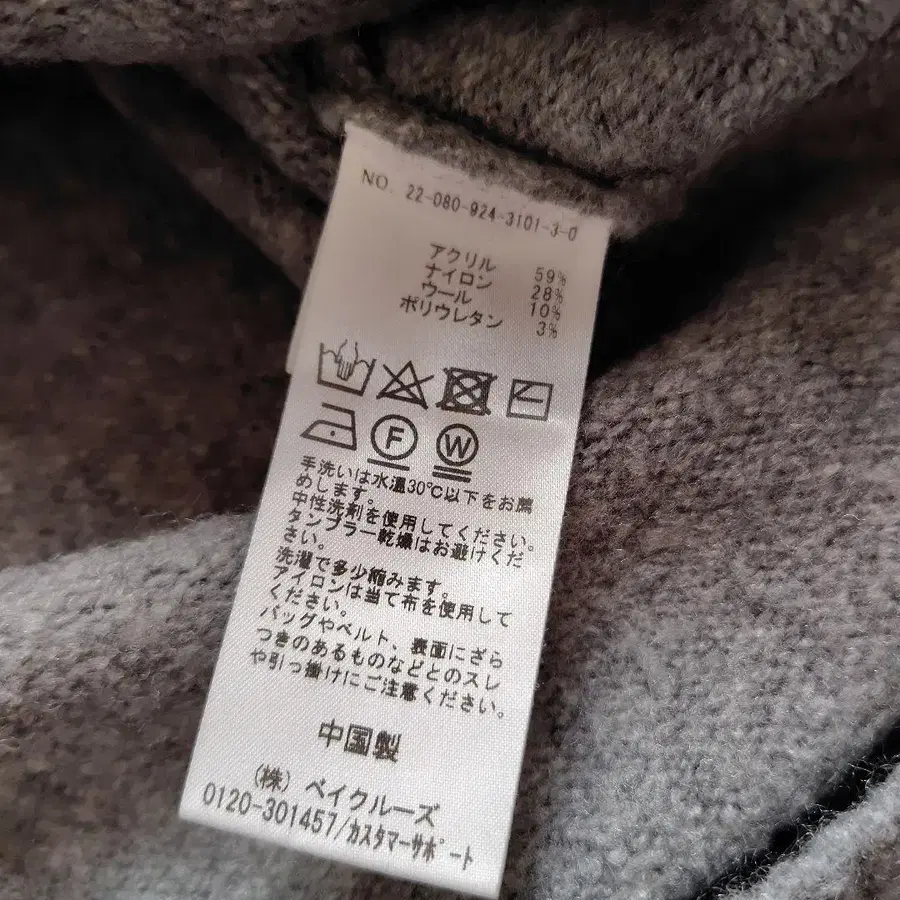 NO. 22-080-924-3101-3-0
アクリル 59%
ナイロン 28%
ウール 10%
ポリウレタン 3%
F W
手洗いは水温30℃以下をお薦
めします。
中性洗剤を使用してください。
タンブラー乾燥はお避けくだ
さい。
洗濯で多少縮みます。
アイロンは当て布を使用して
ください。
バッグやベルト、表面にざら
つきのあるものなどとのスレ
や引っ掛けにご注意ください。
中国製
(株) ベイクルーズ
0120-301457/カスタマーサポート